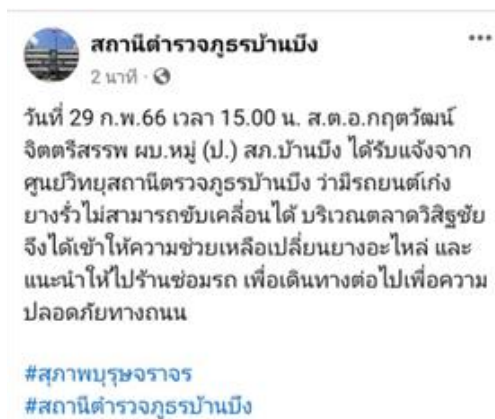 สถานีตำรวจภูธรบ้านบึง
2 นาที ·
วันที่ 29 ก.พ.66 เวลา 15.00 น. ส.ต.อ.กฤตวัฒน์
จิตตรีสรรพ ผบ.หมู่ (ป.) สภ.บ้านบึง ได้รับแจ้งจาก
ศูนย์วิทยุสถานีตรวจภูธรบ้านบึง ว่ามีรถยนต์เก่ง
ยางรั่วไม่สามารถขับเคลื่อนได้ บริเวณตลาดวิสิฐชัย
จึงได้เข้าให้ความช่วยเหลือเปลี่ยนยางอะไหล่ และ
แนะนำให้ไปร้านซ่อมรถ เพื่อเดินทางต่อไปเพื่อความ
ปลอดภัยทางถนน
#สุภาพบุรุษจราจร
#สถานีตำรวจภูธรบ้านบึง